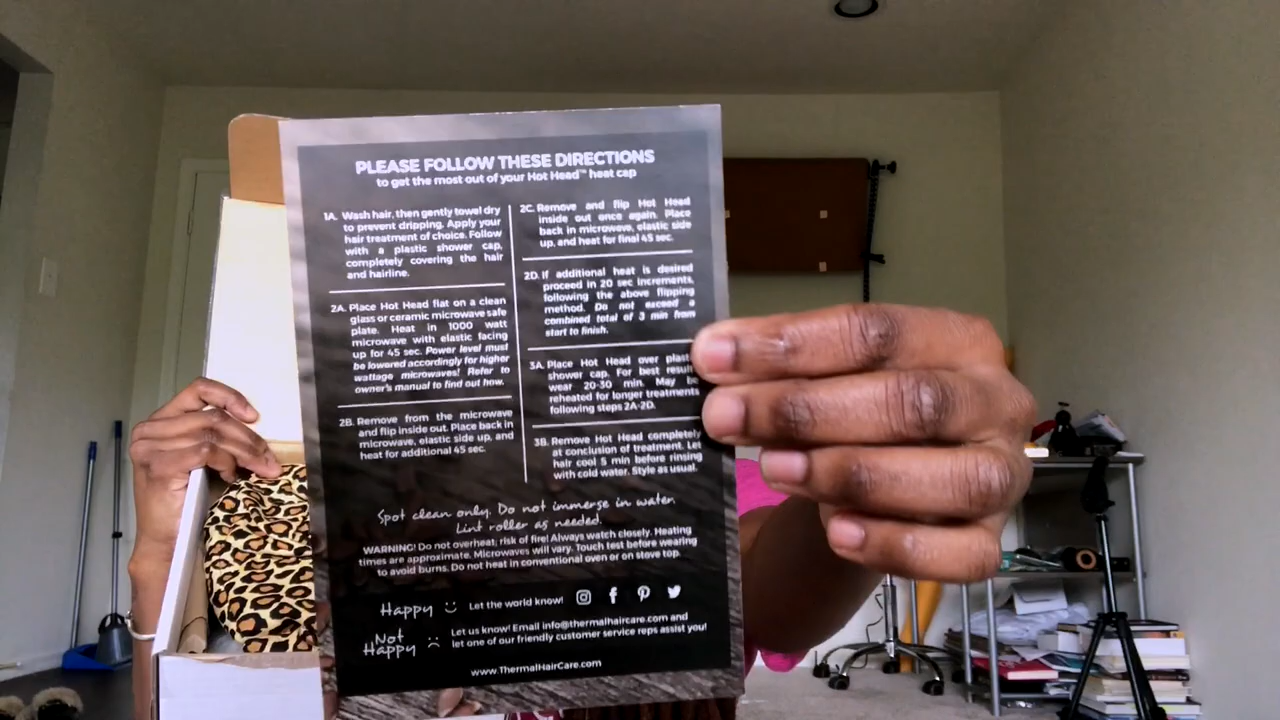 PLEASE FOLLOW THESE DIRECTIONS
to get the most out of your Hot Head™ heat cap
1A. Wash hair, then gently towel dry
to prevent dripping. Apply your
hair treatment of choice. Follow
with a plastic shower cap,
completely covering the hair
and hairline.
2A. Place Hot Head flat on a clean
glass or ceramic microwave safe
plate. Heat in 1000 watt
microwave with elastic facing
up for 45 sec. Power level must
be lowered accordingly for higher
wattage microwaves! Refer to
owner's manual to find out how.
2B. Remove from the microwave
and flip inside out. Place back in
microwave, elastic side up, and
heat for additional 45 sec.
2C. Remove and flip Hot Head
inside out once again. Place
back in microwave, elastic side
up, and heat for final 45 sec.
2D. If additional heat is desired
proceed in 20 sec increments,
following the above flipping
method. Do not exceed a
combined total of 3 min from
start to finish.
3A. Place Hot Head over
shower cap. For best
wear 20-30 min. May be
reheated for longer treatments
following steps 2A-2D.
3B. Remove Hot Head completely
at conclusion of treatment. Let
hair cool 5 min before rinsing
with cold water. Style as usual.
Spot clean only. Do not immerse in water.
Lint roller as needed.
WARNING! Do not overheat; risk of fire! Always watch closely. Heating
times are approximate. Microwaves will vary. Touch test before wearing
to avoid burns. Do not heat in conventional oven or on stove top.
Happy Let the world know!
Not Happy Let us know! Email info@thermalhaircare.com and
let one of our friendly customer service reps assist you!
www.ThermalHairCare.com